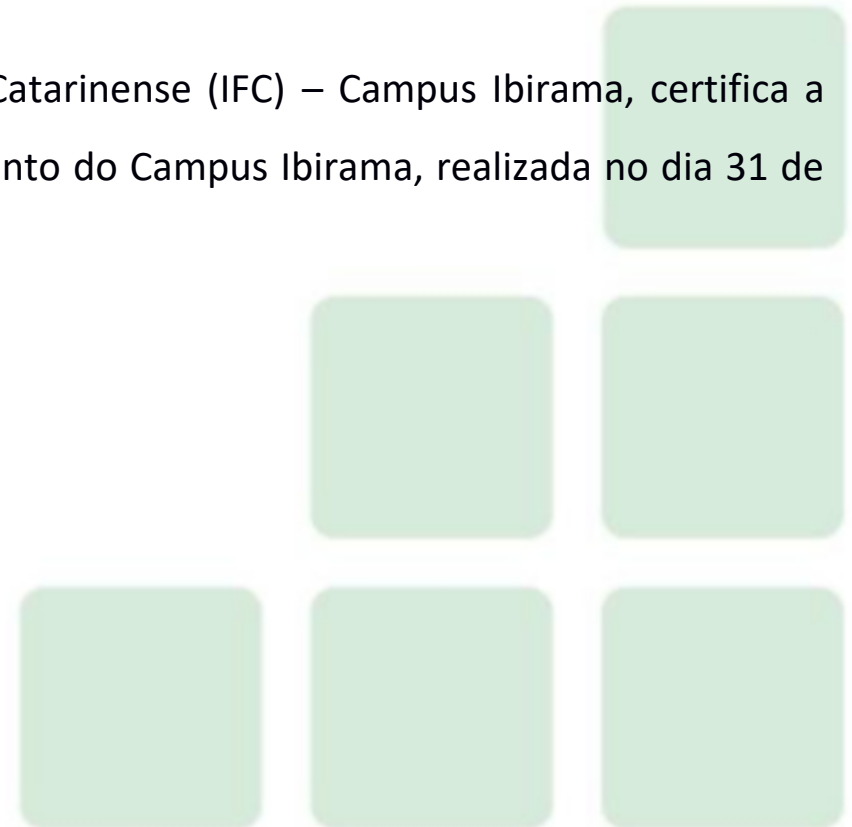 Catarinense (IFC) – Campus Ibirama, certifica a
nto do Campus Ibirama, realizada no dia 31 de